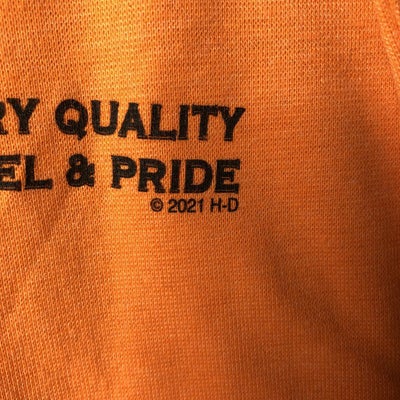 RY QUALITY
EL & PRIDE
© 2021 H-D